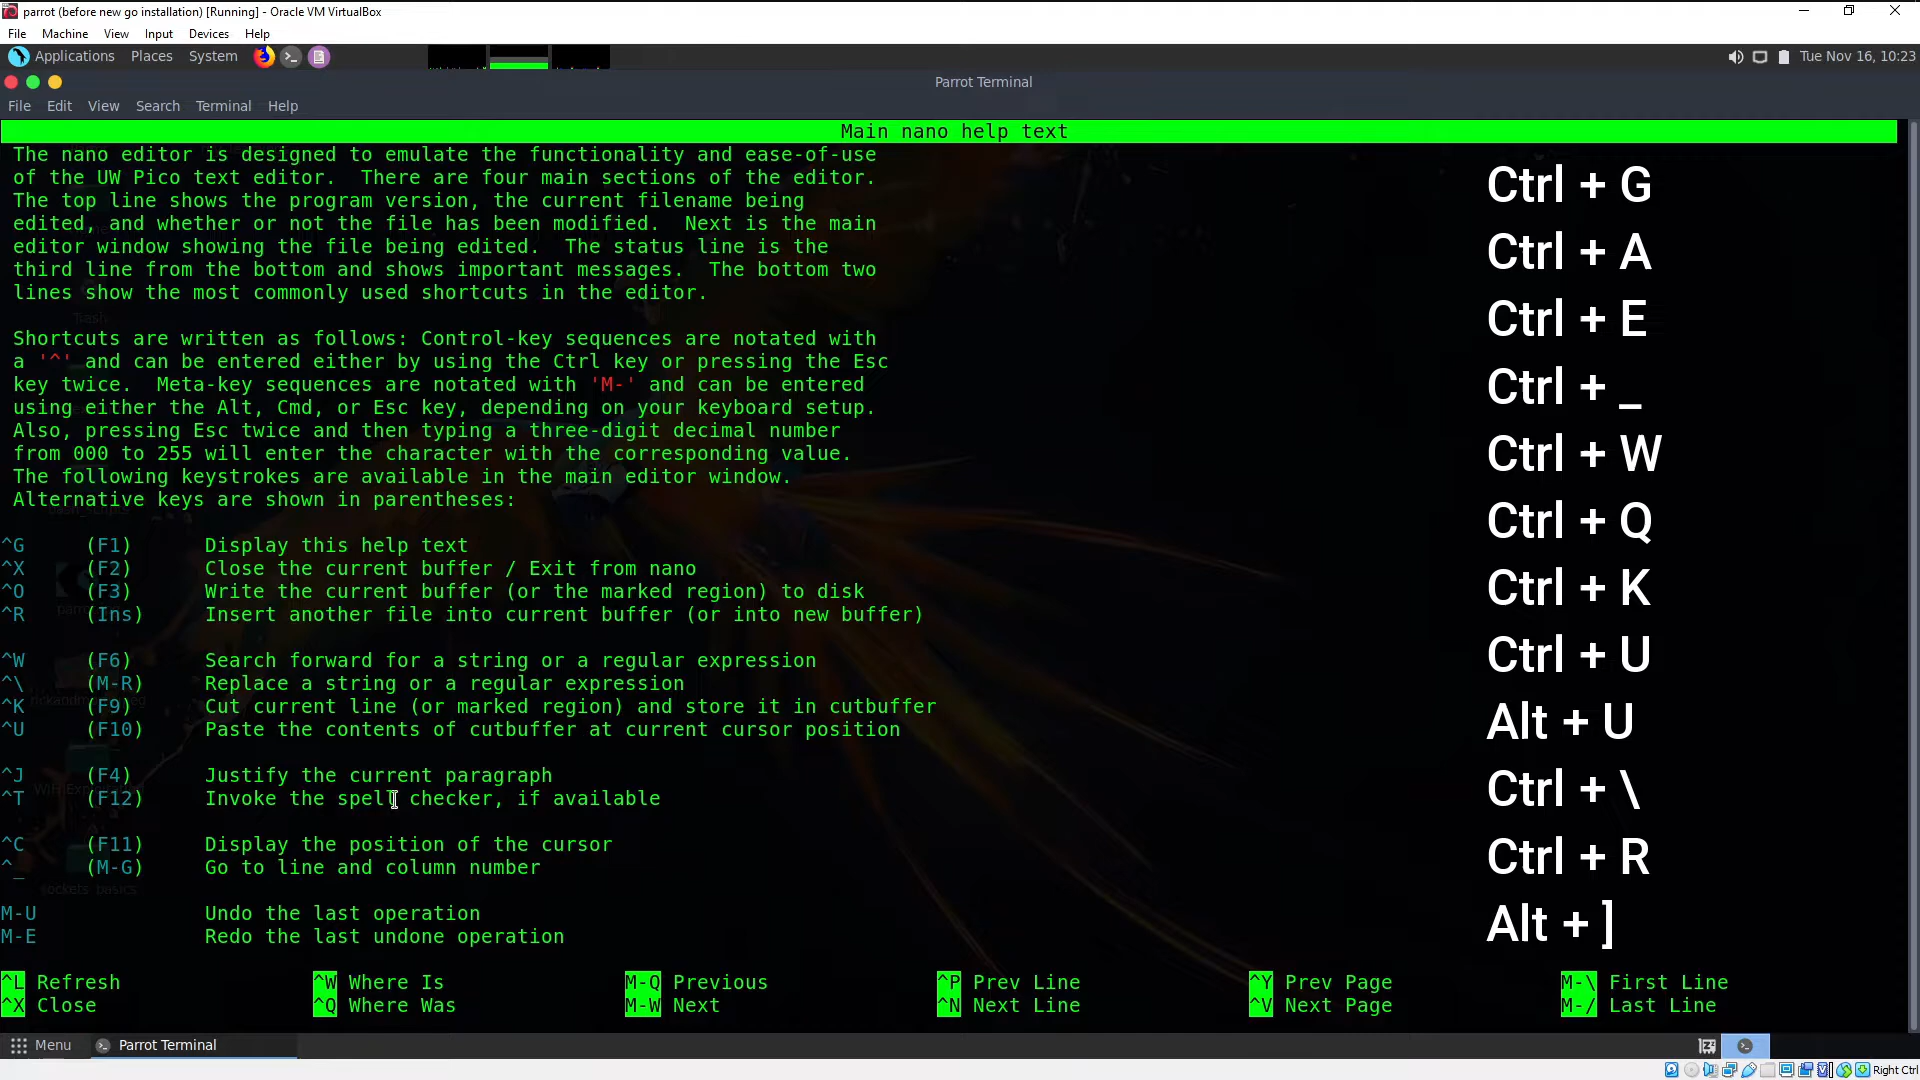 parrot (before new go installation) [Running] - Oracle VM VirtualBox
File Machine View Input Devices Help
Applications Places System Tue Nov 16, 10:23
Parrot Terminal
File Edit View Search Terminal Help
Main nano help text
The nano editor is designed to emulate the functionality and ease-of-use
of the UW Pico text editor.  There are four main sections of the editor.
The top line shows the program version, the current filename being
edited, and whether or not the file has been modified.  Next is the main
editor window showing the file being edited.  The status line is the
third line from the bottom and shows important messages.  The bottom two
lines show the most commonly used shortcuts in the editor.
Shortcuts are written as follows: Control-key sequences are notated with
a '^' and can be entered either by using the Ctrl key or pressing the Esc
key twice.  Meta-key sequences are notated with 'M-' and can be entered
using either the Alt, Cmd, or Esc key, depending on your keyboard setup.
Also, pressing Esc twice and then typing a three-digit decimal number
from 000 to 255 will enter the character with the corresponding value.
The following keystrokes are available in the main editor window.
Alternative keys are shown in parentheses:
^G (F1) Display this help text
^X (F2) Close the current buffer / Exit from nano
^O (F3) Write the current buffer (or the marked region) to disk
^R (Ins) Insert another file into current buffer (or into new buffer)
^W (F6) Search forward for a string or a regular expression
^\ (M-R) Replace a string or a regular expression
^K (F9) Cut current line (or marked region) and store it in cutbuffer
^U (F10) Paste the contents of cutbuffer at current cursor position
^J (F4) Justify the current paragraph
^T (F12) Invoke the spell checker, if available
^C (F11) Display the position of the cursor
^_ (M-G) Go to line and column number
M-U Undo the last operation
M-E Redo the last undone operation
^L Refresh ^W Where Is M-Q Previous ^P Prev Line ^Y Prev Page M-\ First Line
^X Close ^Q Where Was M-W Next ^N Next Line ^V Next Page M-/ Last Line
Ctrl + G
Ctrl + A
Ctrl + E
Ctrl + _
Ctrl + W
Ctrl + Q
Ctrl + K
Ctrl + U
Alt + U
Ctrl + \
Ctrl + R
Alt + ]
Trash
sockets_basics
Menu Parrot Terminal
Right Ctrl